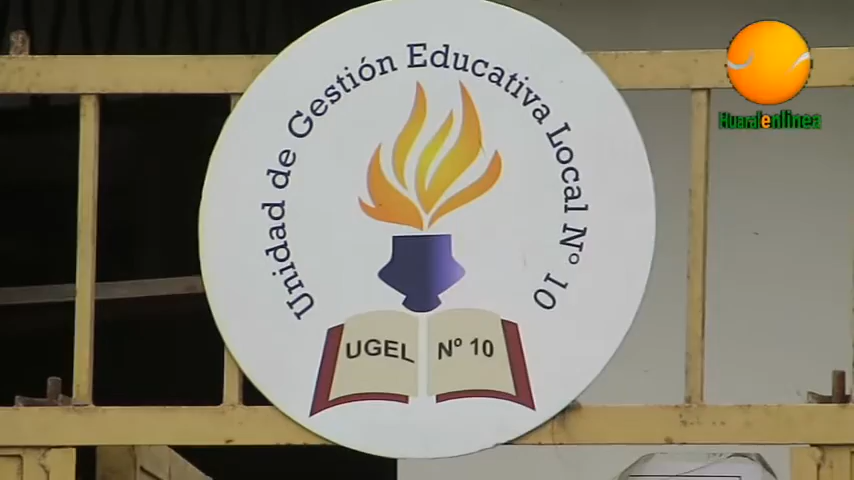 Unidad de Gestión Educativa Local Nº 10
UGEL Nº 10
Huaralenlinea